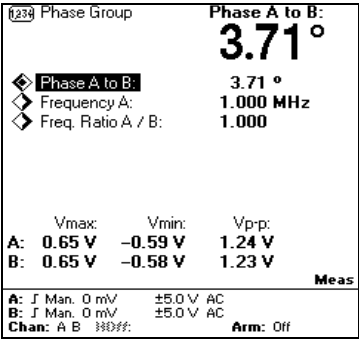 1234 Phase Group Phase A to B:
3.71°
Phase A to B: 3.71 °
Frequency A: 1.000 MHz
Freq. Ratio A / B: 1.000
Vmax: Vmin: Vp-p:
A: 0.65 V -0.59 V 1.24 V
B: 0.65 V -0.58 V 1.23 V
Meas
A: ƒ Man. 0 mV ±5.0 V AC
B: ƒ Man. 0 mV ±5.0 V AC
Chan: A B Off: Arm: Off